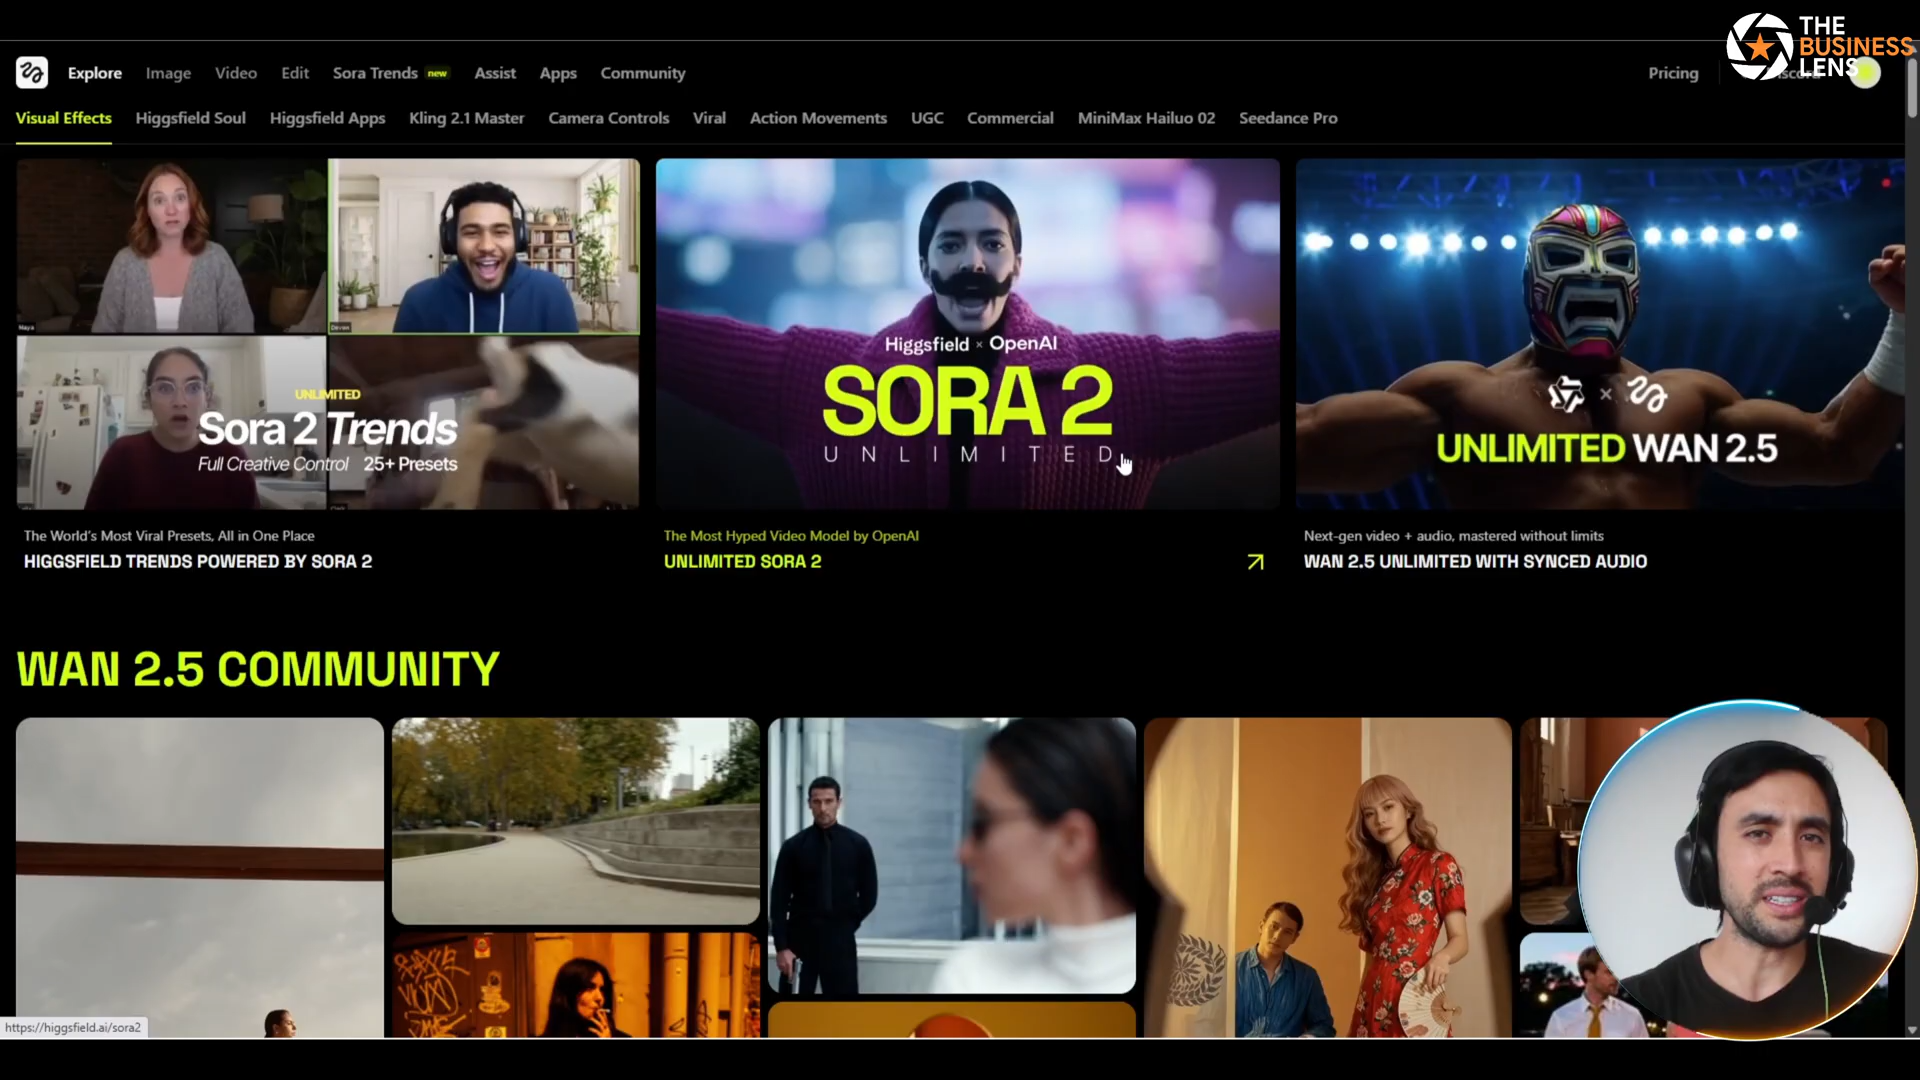 THE
BUSINESS
LENS
Explore Image Video Edit Sora Trends new Assist Apps Community Pricing
Visual Effects Higgsfield Soul Higgsfield Apps Kling 2.1 Master Camera Controls Viral Action Movements UGC Commercial MiniMax Hailuo 02 Seedance Pro
Maya
Devon
UNLIMITED
Sora 2 Trends
Full Creative Control 25+ Presets
Higgsfield × OpenAI
SORA 2
UNLIMITED
×
UNLIMITED WAN 2.5
The World's Most Viral Presets, All in One Place
HIGGSFIELD TRENDS POWERED BY SORA 2
The Most Hyped Video Model by OpenAI
UNLIMITED SORA 2
Next-gen video + audio, mastered without limits
WAN 2.5 UNLIMITED WITH SYNCED AUDIO
WAN 2.5 COMMUNITY
https://higgsfield.ai/sora2